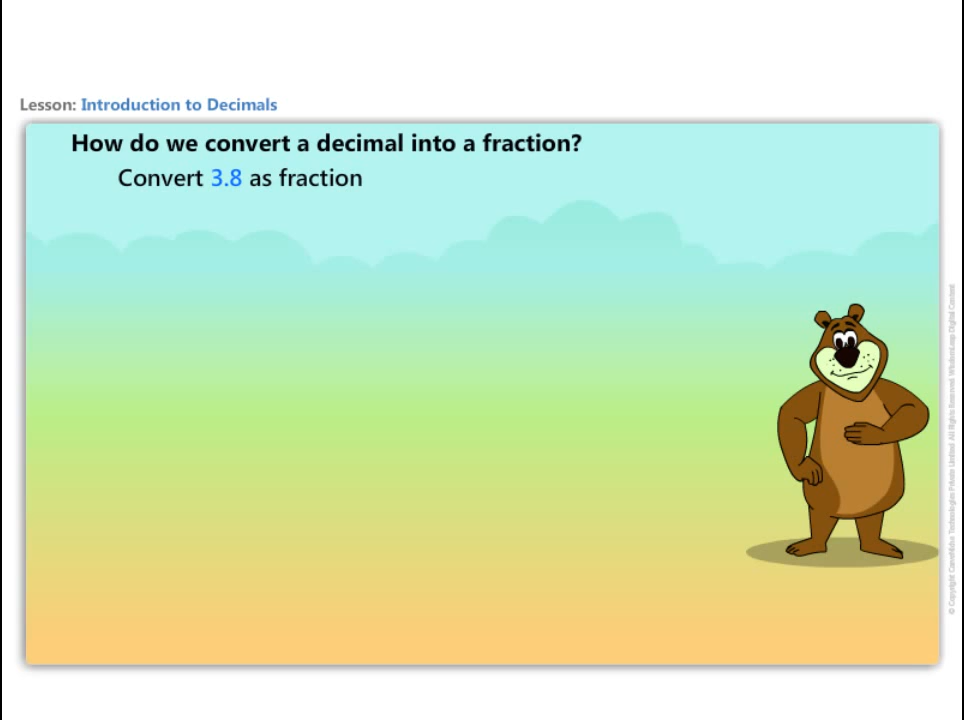 Lesson: Introduction to Decimals
How do we convert a decimal into a fraction?
Convert 3.8 as fraction